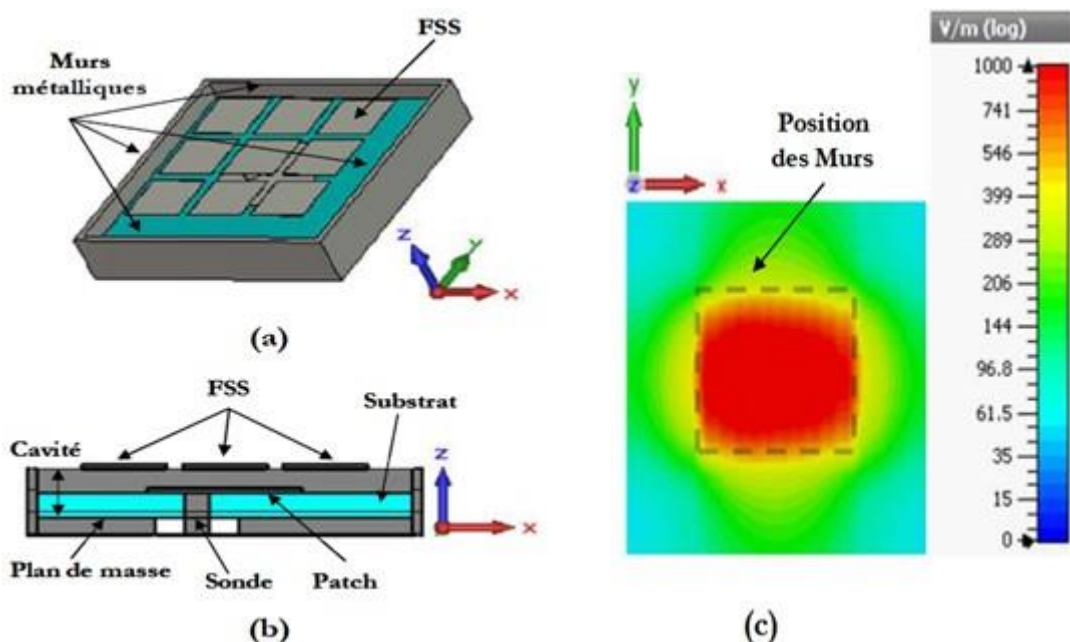 FSS
Murs
métalliques
z
y
x
(a)
FSS
Substrat
Cavité
z
x
Plan de masse
Sonde
Patch
(b)
y
z
x
Position
des Murs
(c)
V/m (log)
1000
741
546
399
289
206
144
96.8
61.5
35
15
0